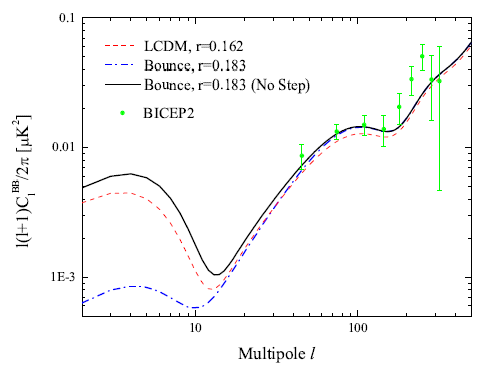 0.1
LCDM, r=0.162
Bounce, r=0.183
Bounce, r=0.183 (No Step)
BICEP2
0.01
1E-3
l(l+1)C_l^BB/2π [μK²]
10
100
Multipole l